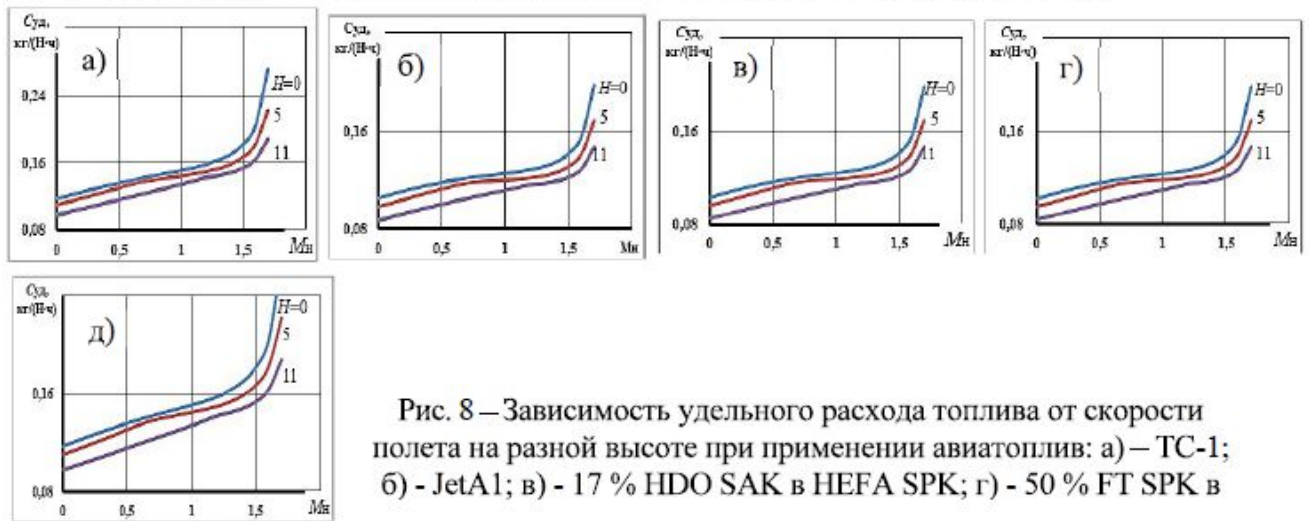 Суд,
кг/(Н·ч)
а)
0,24
0,16
0,08
H=0
5
11
0 0,5 1 1,5 Мн
Суд,
кг/(Н·ч)
б)
0,16
0,08
H=0
5
11
0 0,5 1 1,5 Мн
Суд,
кг/(Н·ч)
в)
0,16
0,08
H=0
5
11
0 0,5 1 1,5 Мн
Суд,
кг/(Н·ч)
г)
0,16
0,08
H=0
5
11
0 0,5 1 1,5 Мн
Суд,
кг/(Н·ч)
д)
0,16
0,08
H=0
5
11
0 0,5 1 1,5 Мн
Рис. 8 – Зависимость удельного расхода топлива от скорости
полета на разной высоте при применении авиатоплив: а) – ТС-1;
б) - JetA1; в) - 17 % HDO SAK в HEFA SPK; г) - 50 % FT SPK в